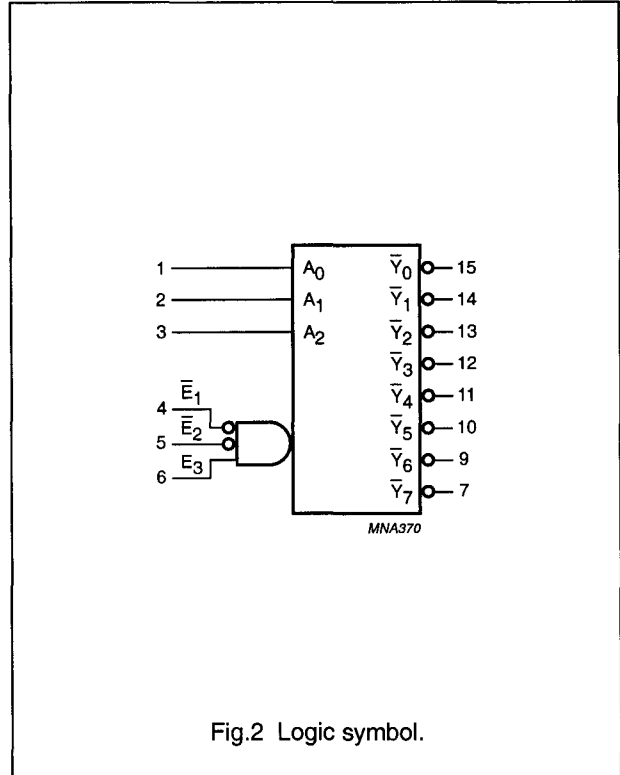 1 A₀ Y̅₀ 15
2 A₁ Y̅₁ 14
3 A₂ Y̅₂ 13
Y̅₃ 12
E̅₁
4 Y̅₄ 11
E̅₂
5 Y̅₅ 10
E₃
6 Y̅₆ 9
Y̅₇ 7
MNA370
Fig.2 Logic symbol.